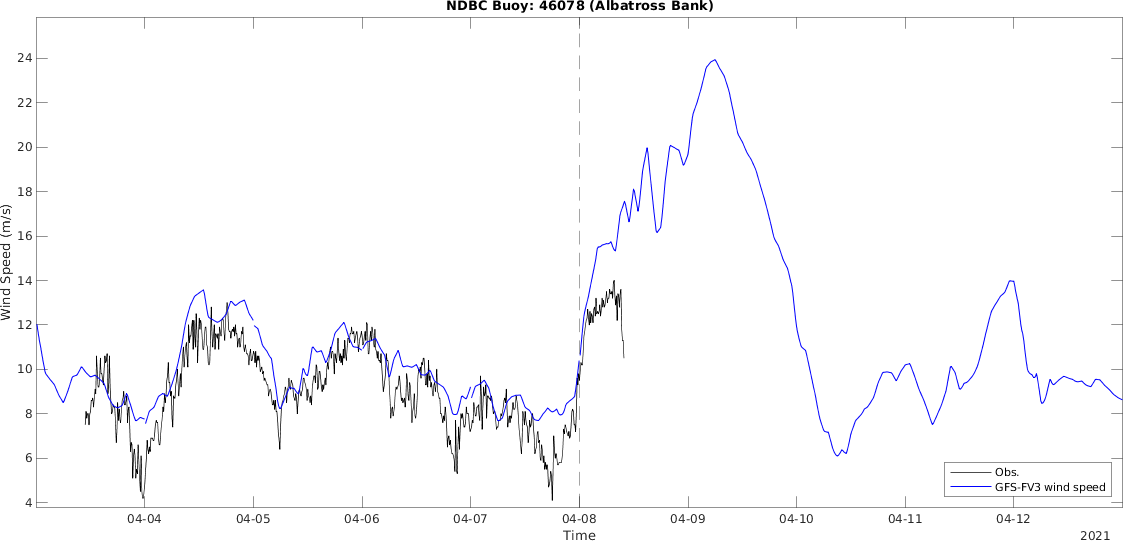 NDBC Buoy: 46078 (Albatross Bank)
Wind Speed (m/s)
24
22
20
18
16
14
12
10
8
6
4
04-04 04-05 04-06 04-07 04-08 04-09 04-10 04-11 04-12
Time
2021
Obs.
GFS-FV3 wind speed